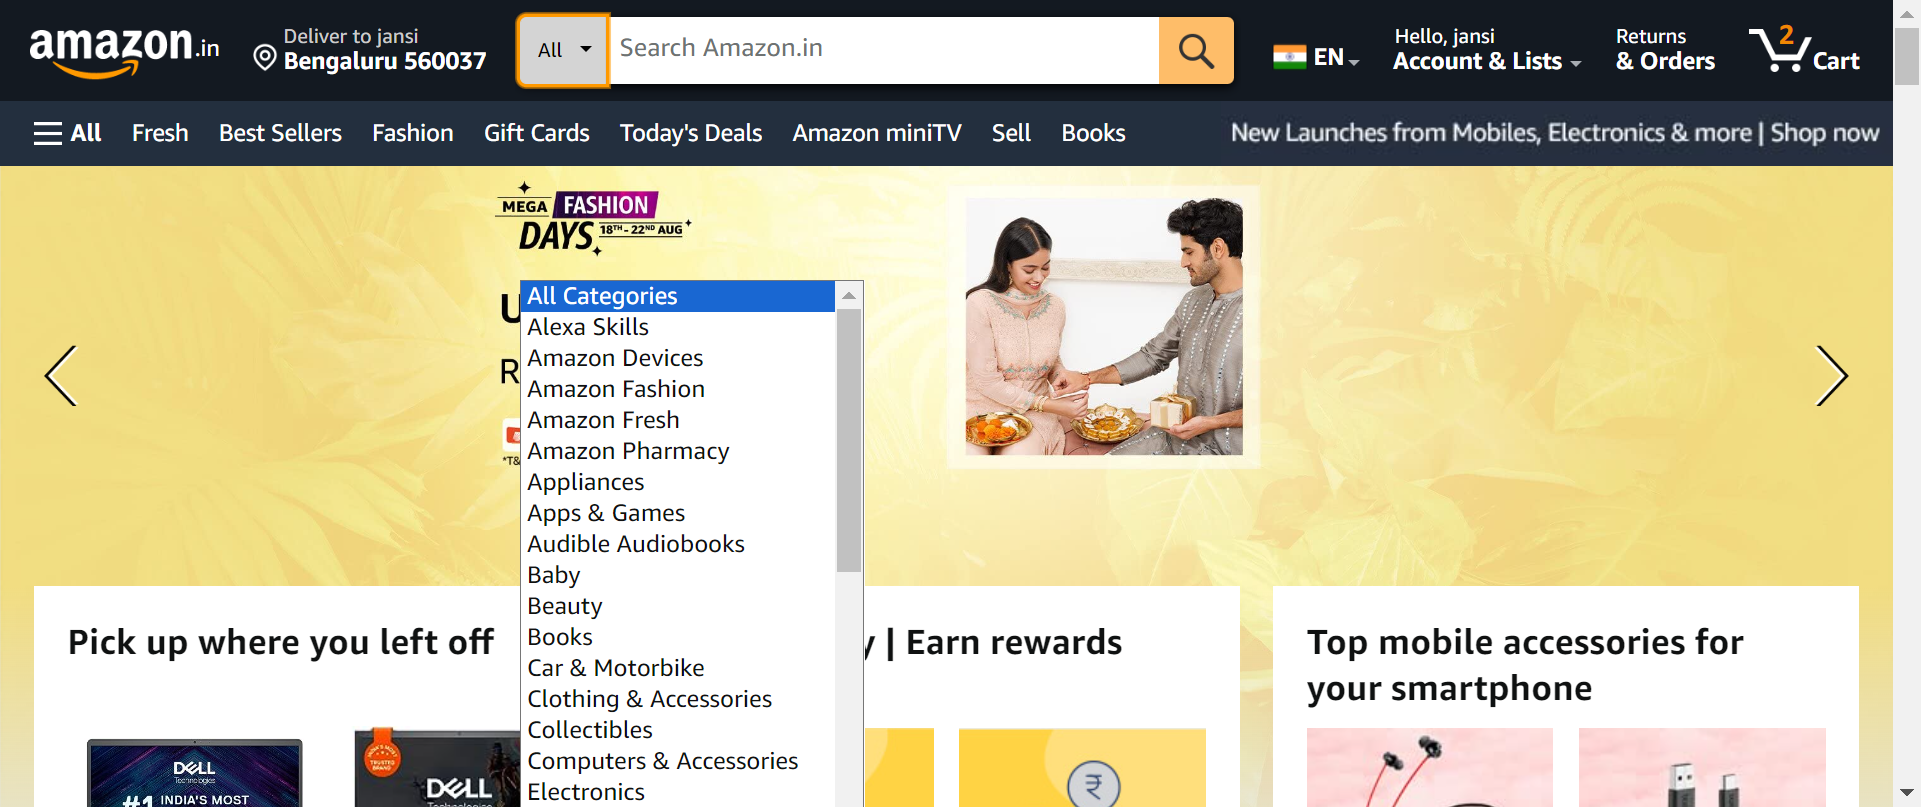 amazon.in
Deliver to jansi
Bengaluru 560037
All
Search Amazon.in
EN
Hello, jansi
Account & Lists
Returns
& Orders
2
Cart
All
Fresh
Best Sellers
Fashion
Gift Cards
Today's Deals
Amazon miniTV
Sell
Books
New Launches from Mobiles, Electronics & more | Shop now
MEGA FASHION
DAYS 18TH - 22ND AUG
All Categories
Alexa Skills
Amazon Devices
Amazon Fashion
Amazon Fresh
Amazon Pharmacy
Appliances
Apps & Games
Audible Audiobooks
Baby
Beauty
Books
Car & Motorbike
Clothing & Accessories
Collectibles
Computers & Accessories
Electronics
U
R
*T&
Pick up where you left off
| Earn rewards
Top mobile accessories for
your smartphone
DELL
Technologies
#1 INDIA'S MOST
INDIA'S MOST
TRUSTED
BRAND
DELL
Technologies
₹